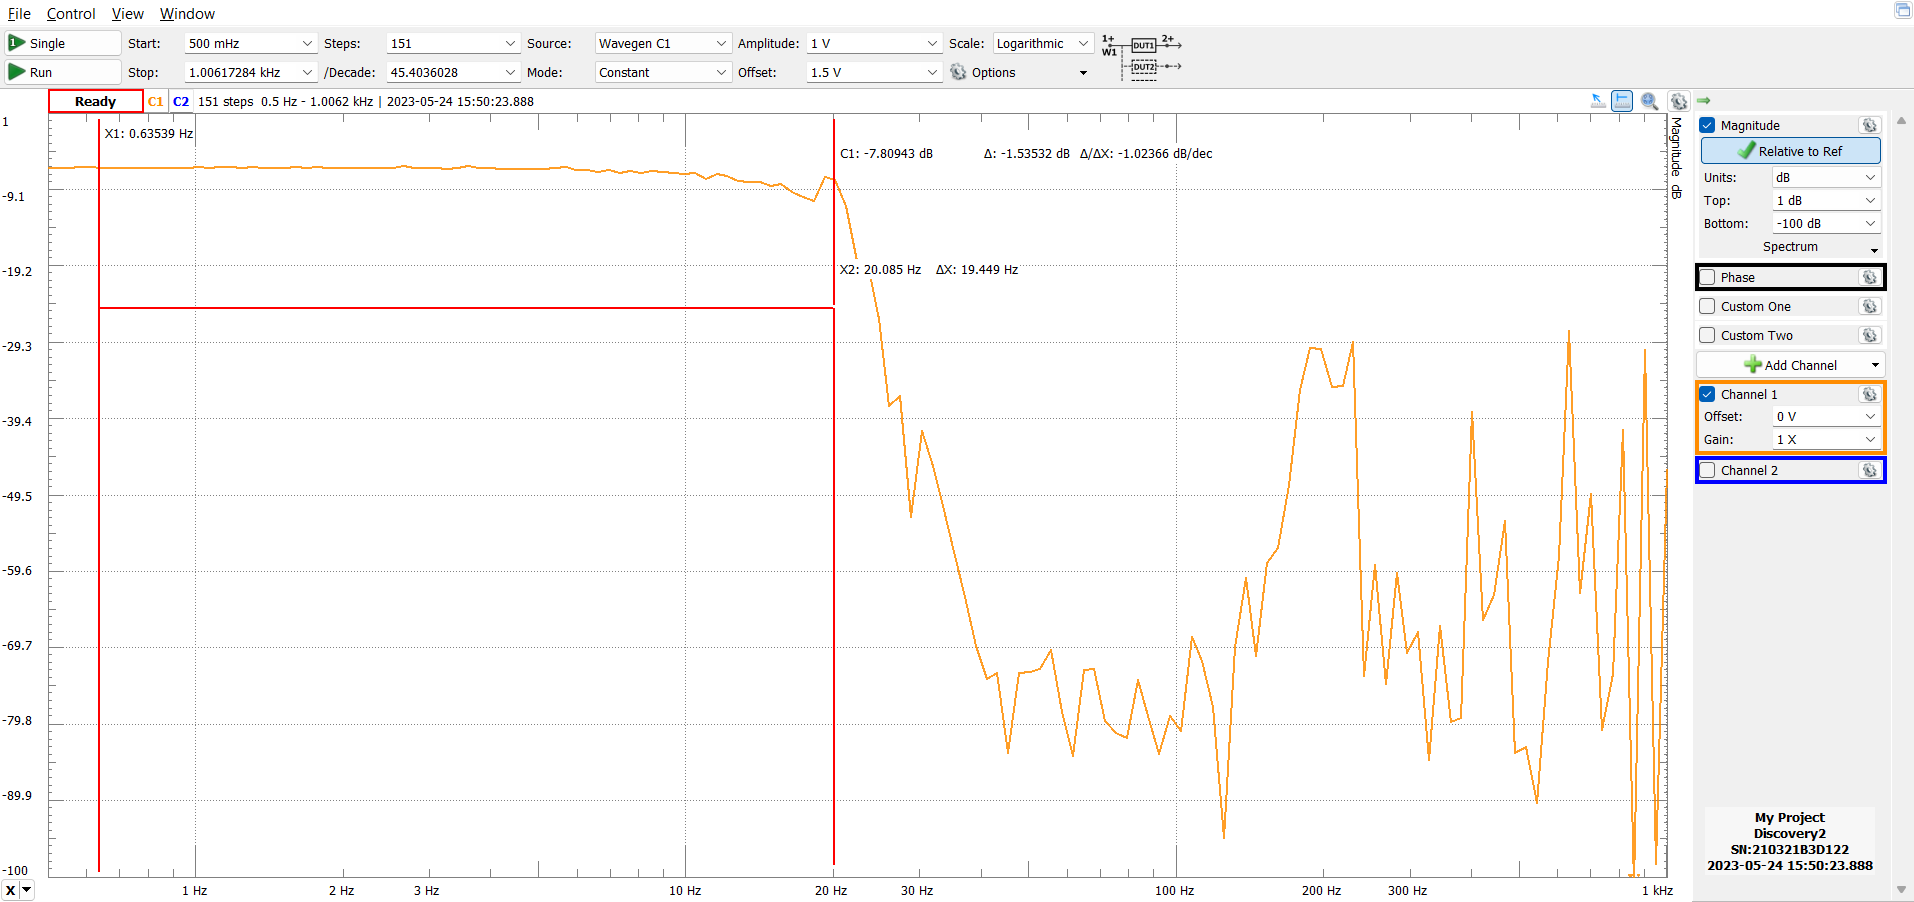 File Control View Window
Single Start: 500 mHz Steps: 151 Source: Wavegen C1 Amplitude: 1 V Scale: Logarithmic 1+ W1 DUT1 2+
Run Stop: 1.00617284 kHz /Decade: 45.4036028 Mode: Constant Offset: 1.5 V Options DUT2
Ready C1 C2 151 steps 0.5 Hz - 1.0062 kHz | 2023-05-24 15:50:23.888
1
-9.1
-19.2
-29.3
-39.4
-49.5
-59.6
-69.7
-79.8
-89.9
-100
X1: 0.63539 Hz
C1: -7.80943 dB Δ: -1.53532 dB Δ/ΔX: -1.02366 dB/dec
X2: 20.085 Hz ΔX: 19.449 Hz
X 1 Hz 2 Hz 3 Hz 10 Hz 20 Hz 30 Hz 100 Hz 200 Hz 300 Hz 1 kHz
Magnitude dB
Magnitude
Relative to Ref
Units: dB
Top: 1 dB
Bottom: -100 dB
Spectrum
Phase
Custom One
Custom Two
Add Channel
Channel 1
Offset: 0 V
Gain: 1 X
Channel 2
My Project
Discovery2
SN:210321B3D122
2023-05-24 15:50:23.888